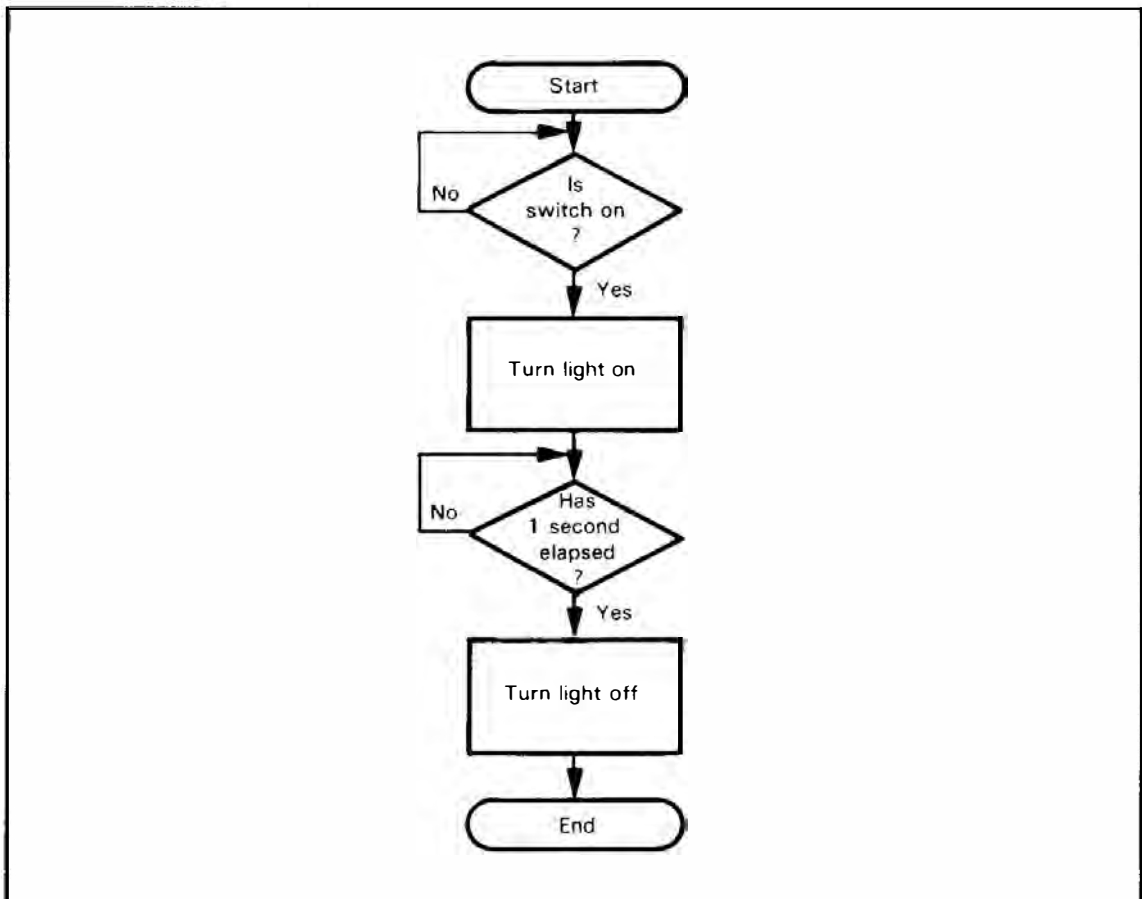 Start
No
Is
switch on
?
Yes
Turn light on
No
Has
1 second
elapsed
?
Yes
Turn light off
End